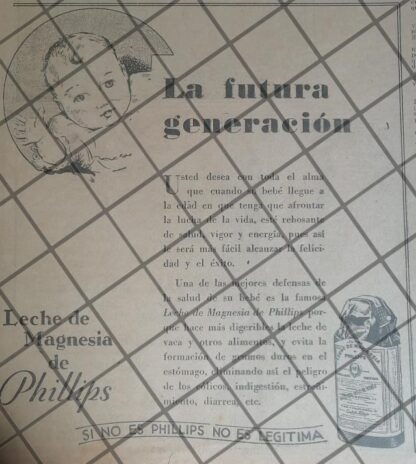 La futura
generación
Usted desea con toda el alma
que cuando su bebé llegue a
la edad en que tenga que afrontar
la lucha de la vida, esté rebosante
de salud, vigor y energía, pues así
le será más fácil alcanzar la felici-
dad y el éxito.
Una de las mejores defensas de
la salud de su bebé es la famosa
Leche de Magnesia de Phillips por-
que hace más digerible la leche de
vaca y otros alimentos, y evita la
formación de grumos duros en el
estómago, eliminando así el peligro
de los cólicos, indigestión, estreñi-
miento, diarrea, etc.
Leche de
Magnesia
de
Phillips
SI NO ES PHILLIPS NO ES LEGITIMA